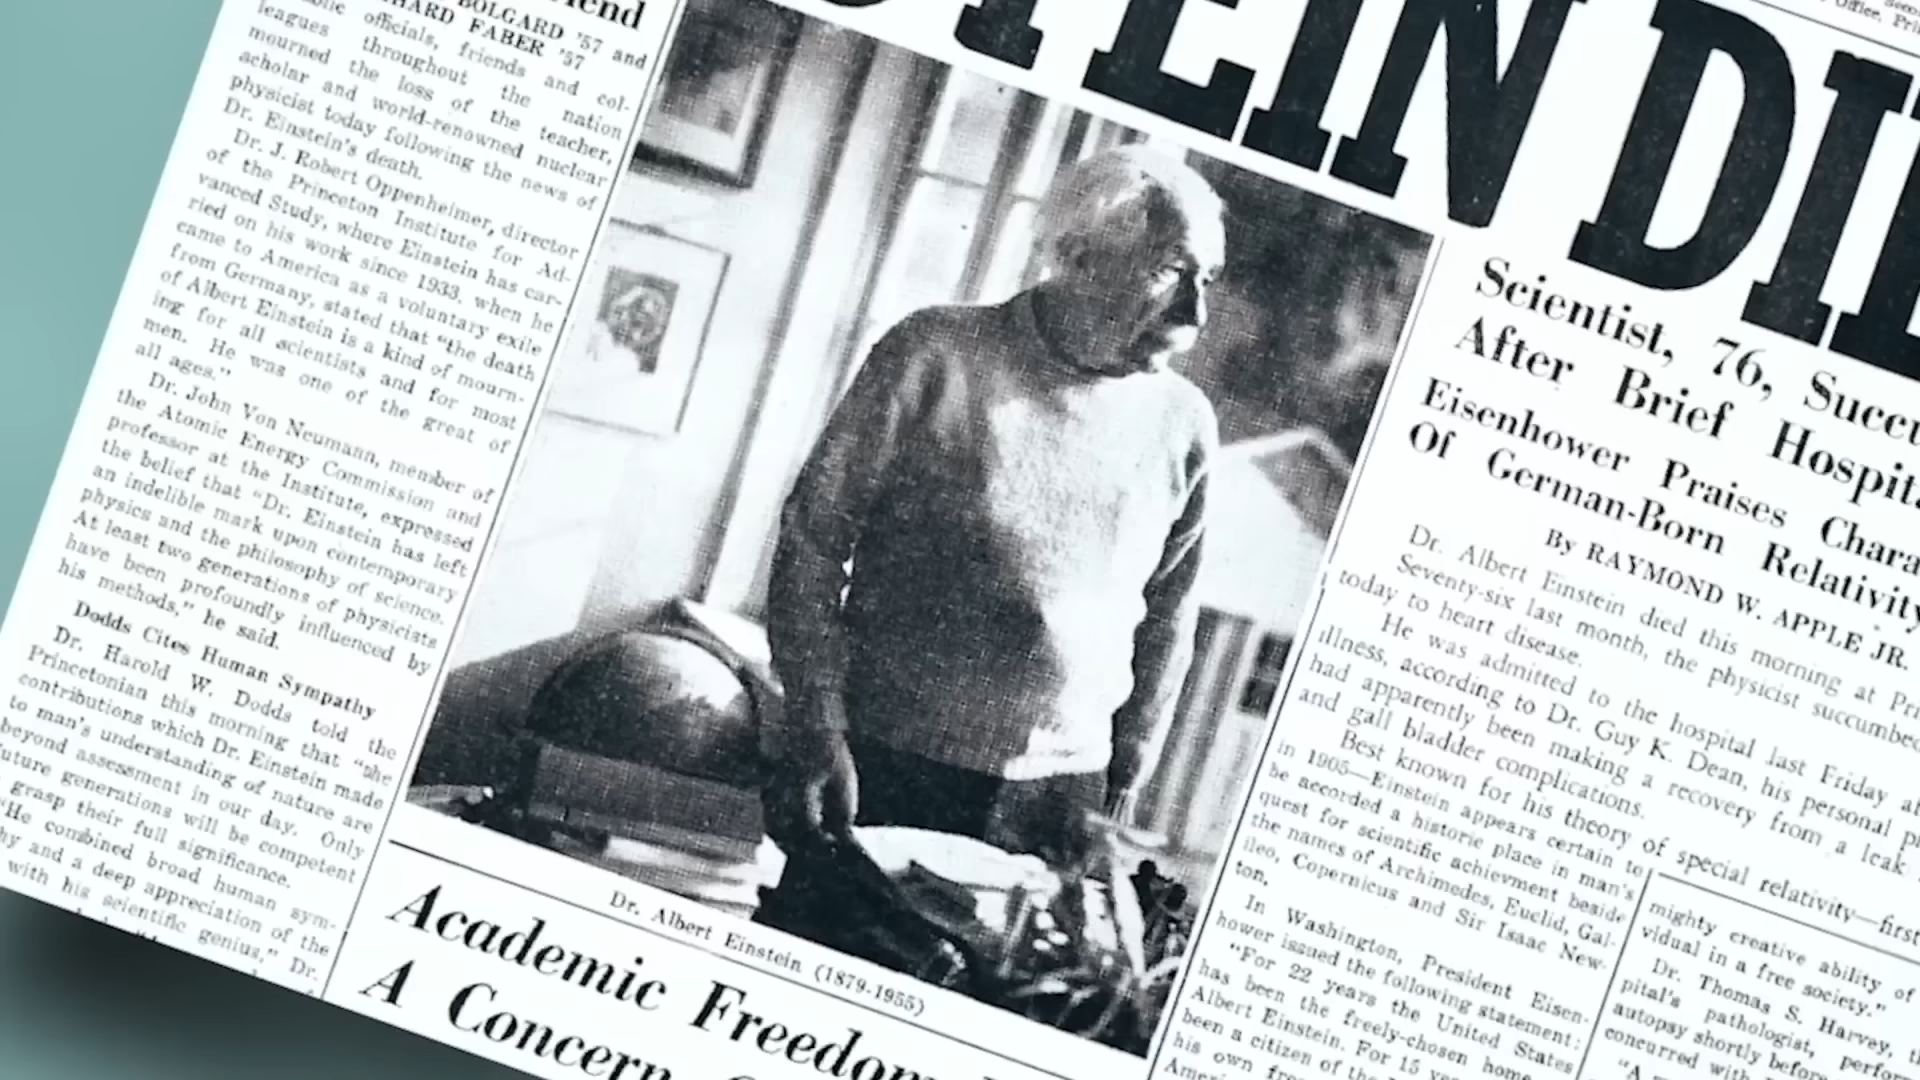 iend
BOLGARD '57 and
HARD FABER '57
officials, friends and col-
leagues throughout the nation
mourned the loss of the teacher,
scholar and world-renowned nuclear
physicist today following the news of
Dr. Einstein's death.
Dr. J. Robert Oppenheimer, director
of the Princeton Institute for Ad-
vanced Study, where Einstein has car-
ried on his work since 1933, when he
came to America as a voluntary exile
from Germany, stated that "the death
of Albert Einstein is a kind of mourn-
ing for all scientists and for most
men. He was one of the great of
all ages."
Dr. John Von Neumann, member of
the Atomic Energy Commission and
professor at the Institute, expressed
the belief that "Dr. Einstein has left
an indelible mark upon contemporary
physics and the philosophy of science.
At least two generations of physicists
have been profoundly influenced by
his methods," he said.
Dodds Cites Human Sympathy
Dr. Harold W. Dodds told the
Princetonian this morning that "the
contributions which Dr. Einstein made
to man's understanding of nature are
beyond assessment in our day. Only
future generations will be competent
grasp their full significance.
"He combined broad human sym-
hy and a deep appreciation of the
with his scientific genius," Dr.
STEIN DI
Dr. Albert Einstein (1879-1955)
Academic Freedom
A Concern
Scientist, 76, Succu
After Brief Hospita
Eisenhower Praises Chara
Of German-Born Relativity
By RAYMOND W. APPLE JR.
Dr. Albert Einstein died this morning at Pri
Seventy-six last month, the physicist succumbed
today to heart disease.
He was admitted to the hospital last Friday af
illness, according to Dr. Guy K. Dean, his personal p
had apparently been making a recovery from a leak
and gall bladder complications.
Best known for his theory of special relativity—first
in 1905—Einstein appears certain to
be accorded a historic place in man's
quest for scientific achievment beside
the names of Archimedes, Euclid, Gal-
ileo, Copernicus and Sir Isaac New-
ton.
In Washington, President Eisen-
hower issued the following statement:
"For 22 years the United States
has been the freely-chosen home
Albert Einstein. For 15 ye
been a citizen of the
his own fre
Ameri
mighty creative ability of
vidual in a free society."
Dr. Thomas S. Harvey, th
pital's pathologist, perform
autopsy shortly before
concurred with